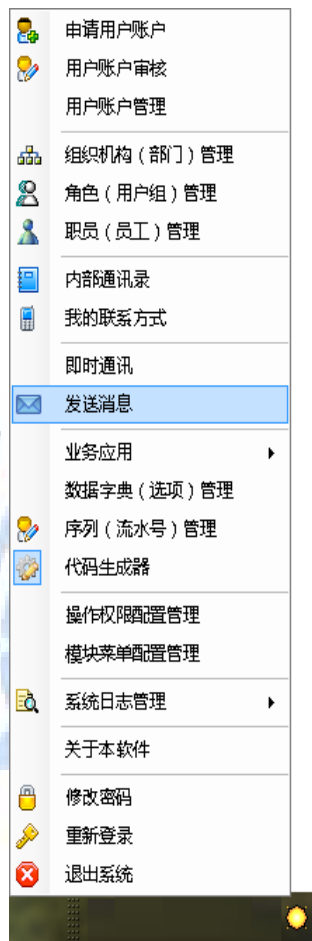 申请用户账户
用户账户审核
用户账户管理
组织机构（部门）管理
角色（用户组）管理
职员（员工）管理
内部通讯录
我的联系方式
即时通讯
发送消息
业务应用
数据字典（选项）管理
序列（流水号）管理
代码生成器
操作权限配置管理
模块菜单配置管理
系统日志管理
关于本软件
修改密码
重新登录
退出系统